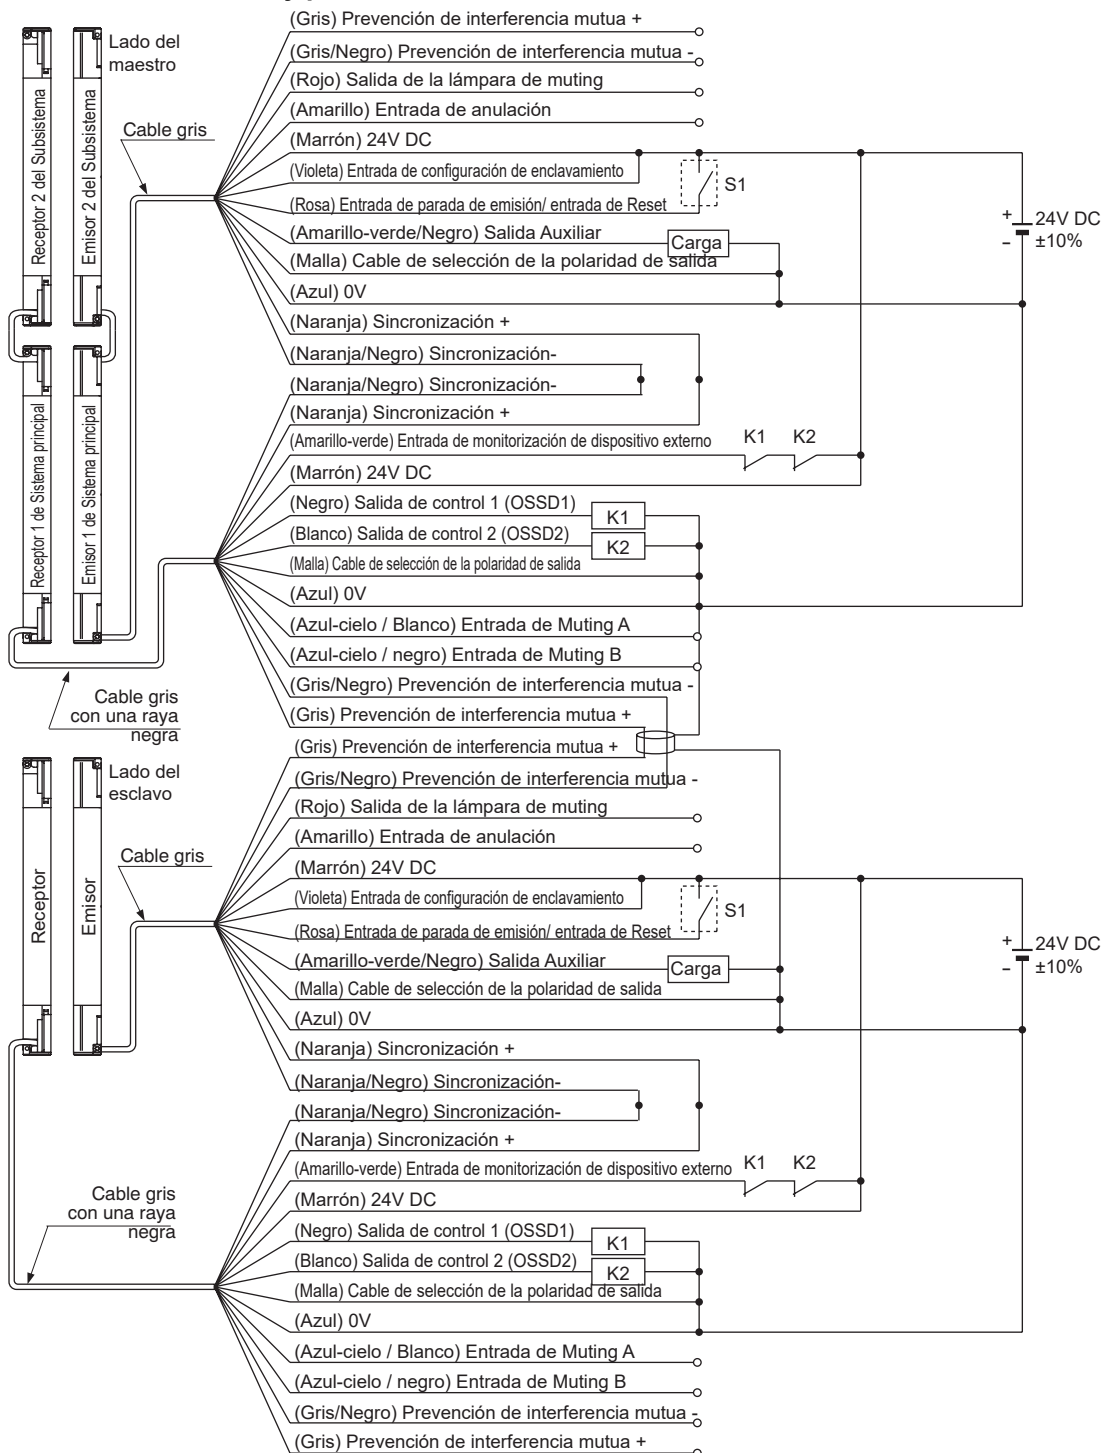 (Gris) Prevención de interferencia mutua +
Lado del
maestro
(Gris/Negro) Prevención de interferencia mutua -
(Rojo) Salida de la lámpara de muting
(Amarillo) Entrada de anulación
Cable gris
(Marrón) 24V DC
(Violeta) Entrada de configuración de enclavamiento
S1
(Rosa) Entrada de parada de emisión/ entrada de Reset
(Amarillo-verde/Negro) Salida Auxiliar
Carga
+
24V DC
-
±10%
(Malla) Cable de selección de la polaridad de salida
(Azul) 0V
(Naranja) Sincronización +
(Naranja/Negro) Sincronización-
Receptor 2 del Subsistema
Emisor 2 del Subsistema
Receptor 1 de Sistema principal
Emisor 1 de Sistema principal
(Naranja/Negro) Sincronización-
(Naranja) Sincronización +
(Amarillo-verde) Entrada de monitorización de dispositivo externo
K1
K2
(Marrón) 24V DC
(Negro) Salida de control 1 (OSSD1)
K1
(Blanco) Salida de control 2 (OSSD2)
K2
(Malla) Cable de selección de la polaridad de salida
(Azul) 0V
(Azul-cielo / Blanco) Entrada de Muting A
(Azul-cielo / negro) Entrada de Muting B
(Gris/Negro) Prevención de interferencia mutua -
(Gris) Prevención de interferencia mutua +
Cable gris
con una raya
negra
(Gris) Prevención de interferencia mutua +
Lado del
esclavo
(Gris/Negro) Prevención de interferencia mutua -
(Rojo) Salida de la lámpara de muting
(Amarillo) Entrada de anulación
Cable gris
(Marrón) 24V DC
(Violeta) Entrada de configuración de enclavamiento
S1
(Rosa) Entrada de parada de emisión/ entrada de Reset
(Amarillo-verde/Negro) Salida Auxiliar
Carga
+
24V DC
-
±10%
(Malla) Cable de selección de la polaridad de salida
(Azul) 0V
(Naranja) Sincronización +
(Naranja/Negro) Sincronización-
Receptor
Emisor
(Naranja/Negro) Sincronización-
(Naranja) Sincronización +
(Amarillo-verde) Entrada de monitorización de dispositivo externo
K1
K2
(Marrón) 24V DC
Cable gris
con una raya
negra
(Negro) Salida de control 1 (OSSD1)
K1
(Blanco) Salida de control 2 (OSSD2)
K2
(Malla) Cable de selección de la polaridad de salida
(Azul) 0V
(Azul-cielo / Blanco) Entrada de Muting A
(Azul-cielo / negro) Entrada de Muting B
(Gris/Negro) Prevención de interferencia mutua -
(Gris) Prevención de interferencia mutua +